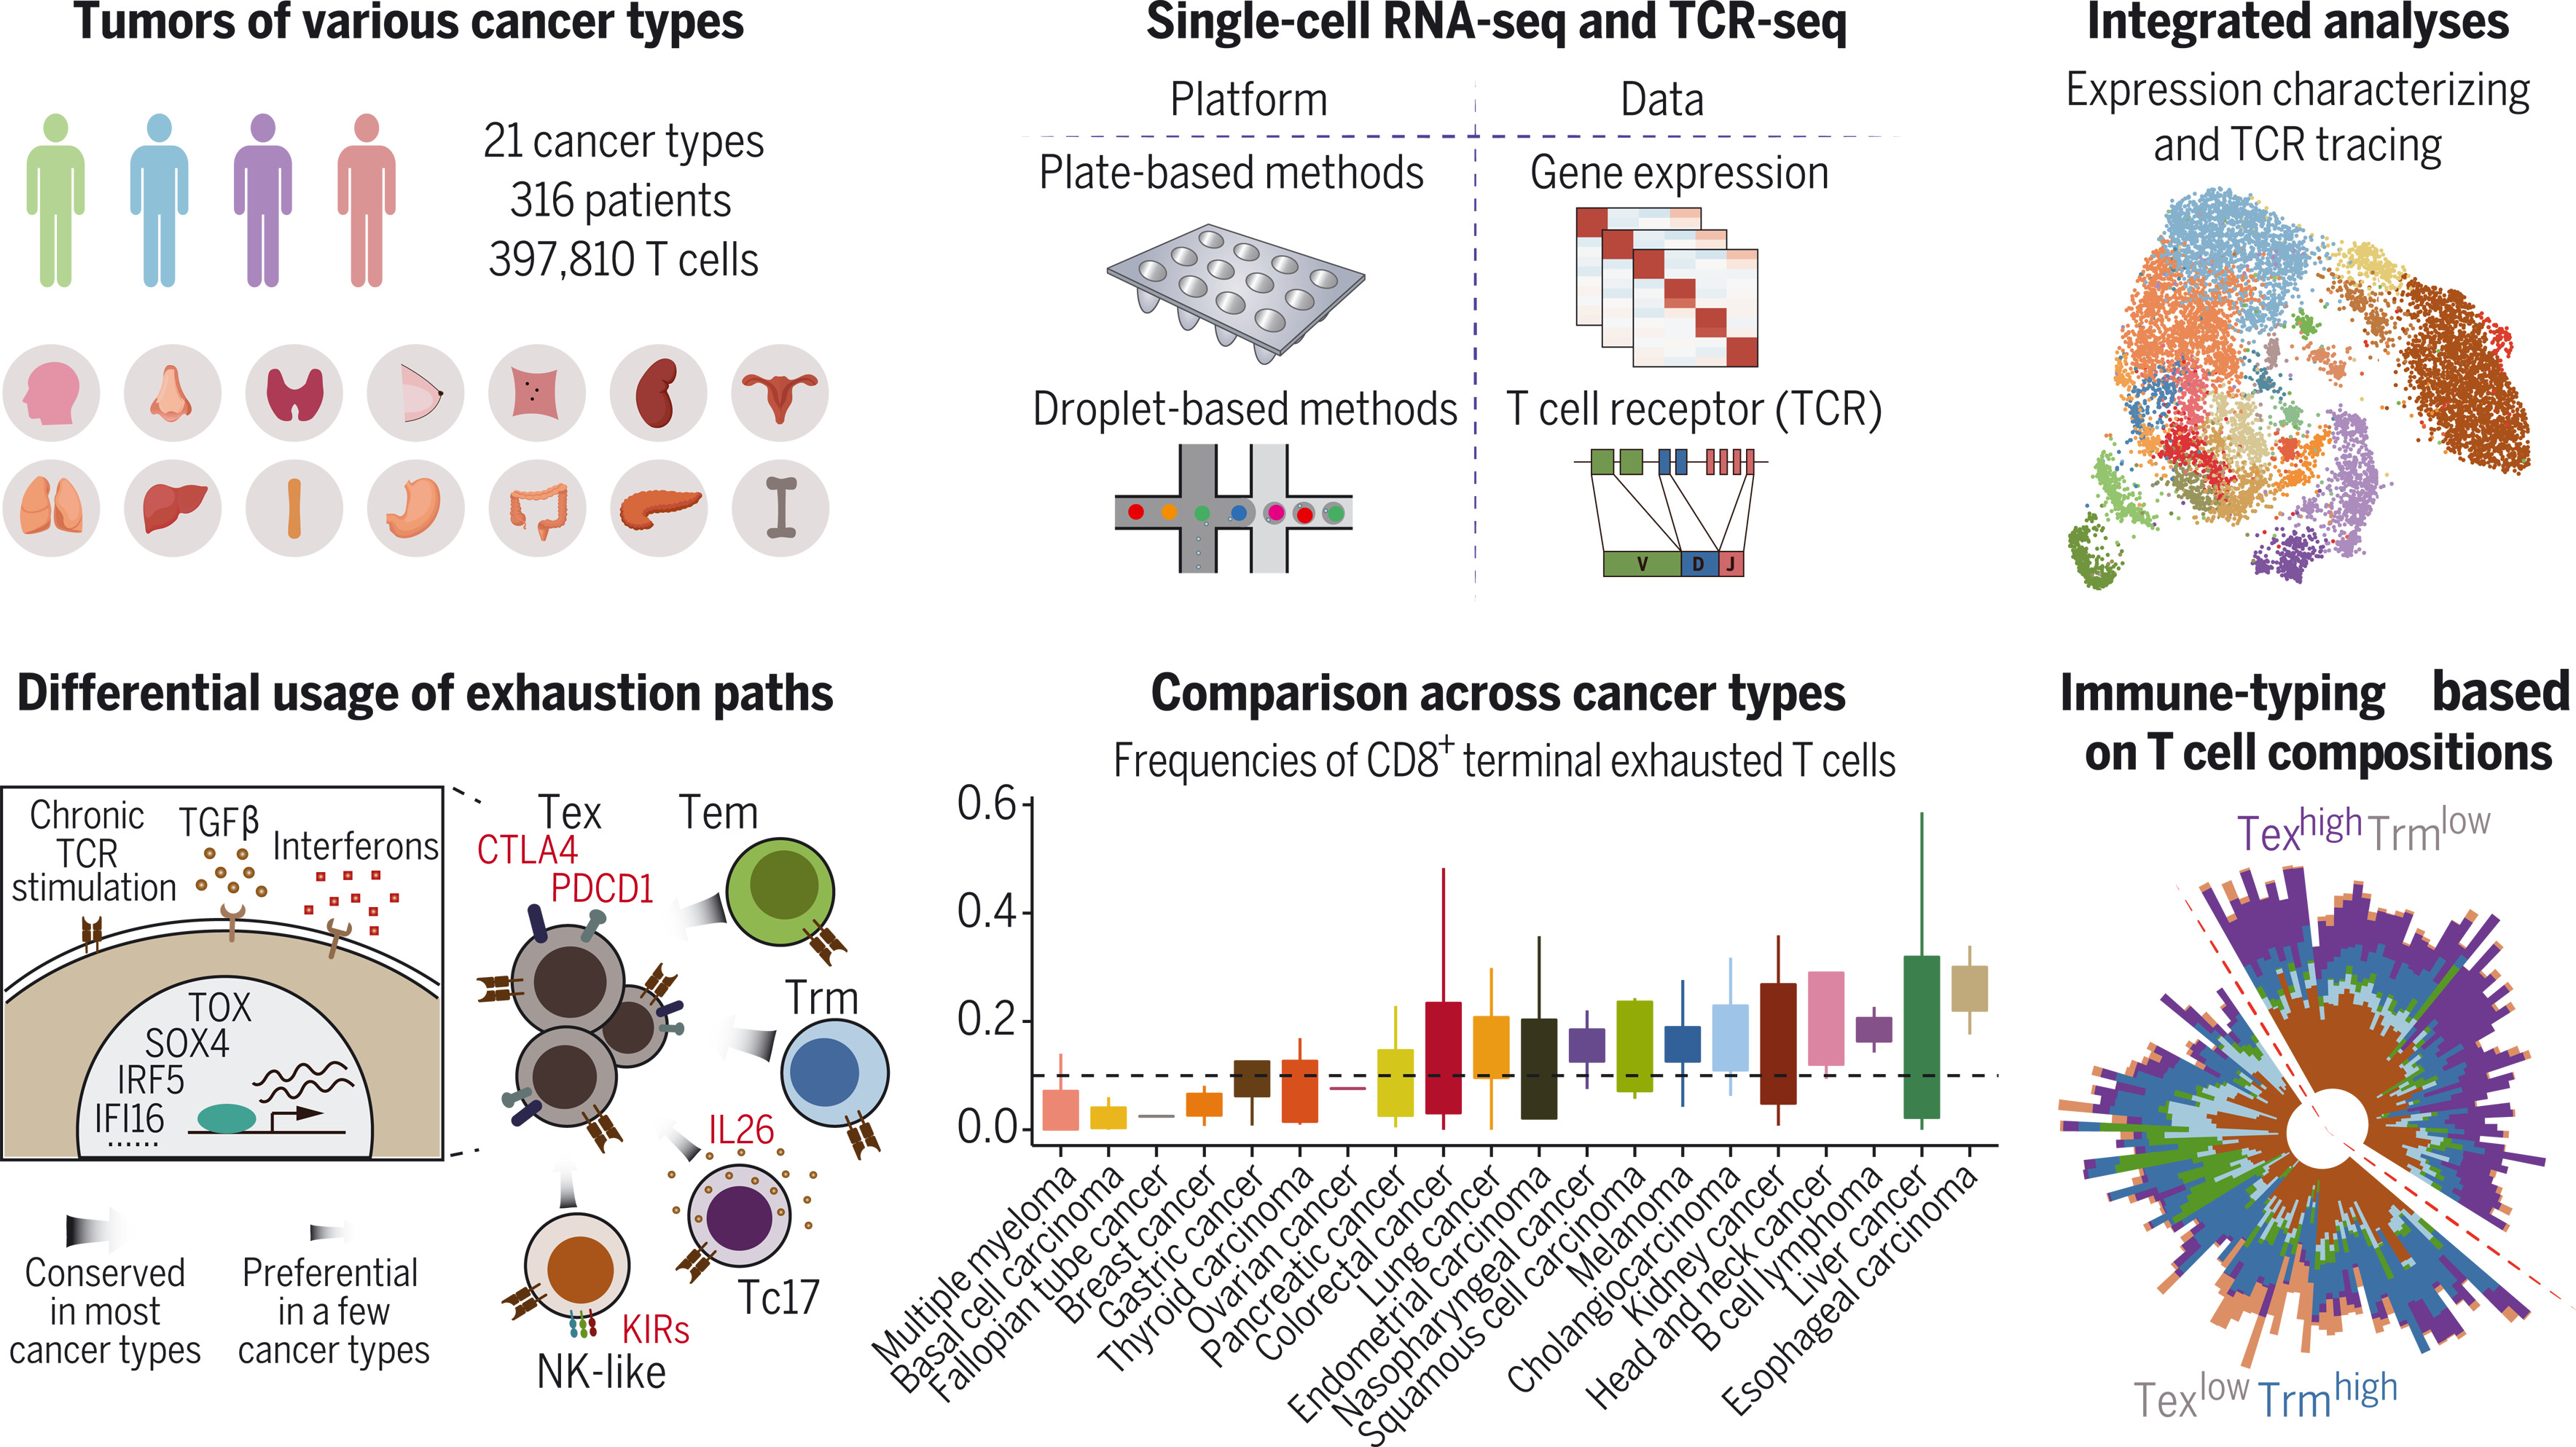 Tumors of various cancer types
21 cancer types
316 patients
397,810 T cells
Single-cell RNA-seq and TCR-seq
Platform
Data
Plate-based methods
Gene expression
Droplet-based methods
T cell receptor (TCR)
V
D
J
Integrated analyses
Expression characterizing
and TCR tracing
Differential usage of exhaustion paths
Chronic
TCR
stimulation
TGFβ
Interferons
TOX
SOX4
IRF5
IFI16
......
Tex
CTLA4
PDCD1
Tem
Trm
IL26
Tc17
KIRs
NK-like
Conserved
in most
cancer types
Preferential
in a few
cancer types
Comparison across cancer types
Frequencies of CD8⁺ terminal exhausted T cells
0.6
0.4
0.2
0.0
Multiple myeloma
Basal cell carcinoma
Fallopian tube cancer
Breast cancer
Gastric cancer
Thyroid carcinoma
Ovarian cancer
Pancreatic cancer
Colorectal cancer
Lung cancer
Endometrial carcinoma
Nasopharyngeal cancer
Squamous cell carcinoma
Melanoma
Cholangiocarcinoma
Kidney cancer
Head and neck cancer
B cell lymphoma
Liver cancer
Esophageal carcinoma
Immune-typing based
on T cell compositions
Texhigh Trmlow
Texlow Trmhigh